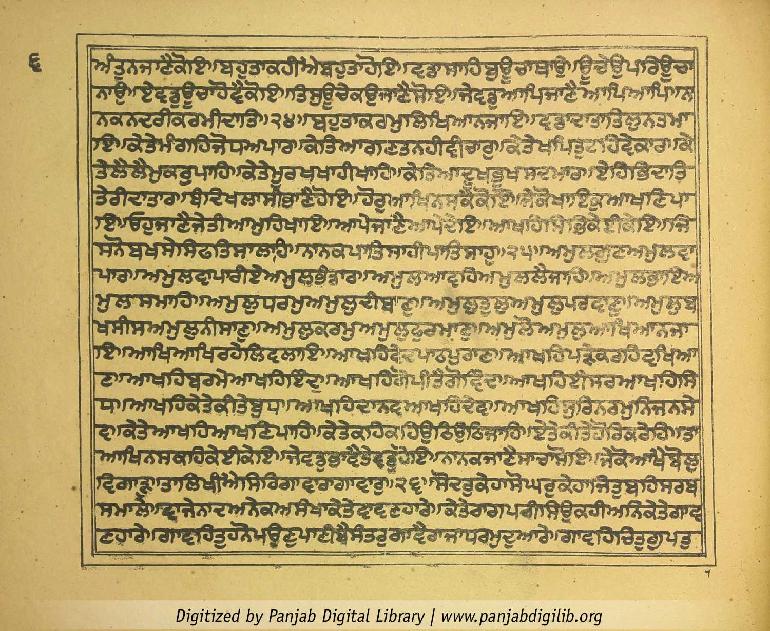 ੬
ਅੰਤੁਨਜਾਣੈਕੋਇ॥ਬਹੁਤਾਕਹੀਐਬਹੁਤਾਹੋਇ॥ਵਡਾਸਾਹਿਬੁਊਚਾਥਾਉ॥ਊਚੇਉਪਰਿਊਚਾ
ਨਾਉ॥ਏਵਡੁਊਚਾਹੋਵੈਕੋਇ॥ਤਿਸੁਊਚੇਕਉਜਾਣੈਸੋਇ॥ਜੇਵਡੁਆਪਿਜਾਣੈਆਪਿਆਪਿ॥ਨਾ
ਨਕਨਦਰੀਕਰਮੀਦਾਤਿ॥੨੪॥ਬਹੁਤਾਕਰਮੁਲਿਖਿਆਨਜਾਇ॥ਵਡਾਦਾਤਾਤਿਲੁਨਤਮਾ
ਇ॥ਕੇਤੇਮੰਗਹਿਜੋਧਅਪਾਰ॥ਕੇਤਿਆਗਣਤਨਹੀਵੀਚਾਰੁ॥ਕੇਤੇਖਪਿਤੁਟਹਿਵੇਕਾਰ॥ਕੇ
ਤੇਲੈਲੈਮੁਕਰੁਪਾਹਿ॥ਕੇਤੇਮੂਰਖਖਾਹੀਖਾਹਿ॥ਕੇਤਿਆਦੂਖਭੂਖਸਦਮਾਰ॥ਏਹਿਭਿਦਾਤਿ
ਤੇਰੀਦਾਤਾਰ॥ਬੰਦਿਖਲਾਸੀਭਾਣੈਹੋਇ॥ਹੋਰੁਆਖਿਨਸਕੈਕੋਇ॥ਜੇਕੋਖਾਇਕੁਆਖਣਿਪਾ
ਇ॥ਓਹੁਜਾਣੈਜੇਤੀਆਮੁਹਿਖਾਇ॥ਆਪੇਜਾਣੈਆਪੇਦੇਇ॥ਆਖਹਿਸਿਭਿਕੇਈਕੇਇ॥ਜਿ
ਸਨੋਬਖਸੇਸਿਫਤਿਸਾਲਾਹ॥ਨਾਨਕਪਾਤਿਸਾਹੀਪਾਤਿਸਾਹੁ॥੨੫॥ਅਮੁਲਗੁਣਅਮੁਲਵਾ
ਪਾਰ॥ਅਮੁਲਵਾਪਾਰੀਏਅਮੁਲਭੰਡਾਰ॥ਅਮੁਲਆਵਹਿਅਮੁਲਲੈਜਾਹਿ॥ਅਮੁਲਭਾਇਅ
ਮੁਲਾਸਮਾਹਿ॥ਅਮੁਲੁਧਰਮੁਅਮੁਲੁਦੀਬਾਣੁ॥ਅਮੁਲੁਤੁਲੁਅਮੁਲੁਪਰਵਾਣੁ॥ਅਮੁਲੁਬ
ਖਸੀਸਅਮੁਲੁਨੀਸਾਣੁ॥ਅਮੁਲੁਕਰਮੁਅਮੁਲੁਫੁਰਮਾਣੁ॥ਅਮੁਲੋਅਮੁਲੁਆਖਿਆਨਜਾ
ਇ॥ਆਖਿਆਖਿਰਹੇਲਿਵਲਾਇ॥ਆਖਹਿਵੇਦਪਾਠਪੁਰਾਣ॥ਆਖਹਿਪੜੇਕਰਹਿਵਖਿਆ
ਣ॥ਆਖਹਿਬਰਮੇਆਖਹਿਇੰਦ॥ਆਖਹਿਗੋਪੀਤੈਗੋਵਿੰਦ॥ਆਖਹਿਈਸਰਆਖਹਿਸਿ
ਧ॥ਆਖਹਿਕੇਤੇਕੀਤੇਬੁਧ॥ਆਖਹਿਦਾਨਵਆਖਹਿਦੇਵ॥ਆਖਹਿਸੁਰਿਨਰਮੁਨਿਜਨਸੇ
ਵ॥ਕੇਤੇਆਖਹਿਆਖਣਿਪਾਹਿ॥ਕੇਤੇਕਹਿਕਹਿਉਠਿਉਠਿਜਾਹਿ॥ਏਤੇਕੀਤੇਹੋਰਿਕਰੇਹਿ॥ਤਾ
ਆਖਿਨਸਕਹਿਕੇਈਕੇਇ॥ਜੇਵਡੁਭਾਵੈਤੇਵਡੁਹੋਇ॥ਨਾਨਕਜਾਣੈਸਾਚਾਸੋਇ॥ਜੇਕੋਆਖੈਬੋਲੁ
ਵਿਗਾੜੁ॥ਤਾਲਿਖੀਐਸਿਰਿਗਾਵਾਰਾਗਾਵਾਰੁ॥੨੬॥ਸੋਦਰੁਕੇਹਾਸੋਘਰੁਕੇਹਾਜਿਤੁਬਹਿਸਰਬ
ਸਮਾਲੇ॥ਵਾਜੇਨਾਦਅਨੇਕਅਸੰਖਾਕੇਤੇਵਾਵਣਹਾਰੇ॥ਕੇਤੇਰਾਗਪਰੀਸਿਉਕਹੀਅਨਿਕੇਤੇਗਾਵ
ਣਹਾਰੇ॥ਗਾਵਹਿਤੁਹਨੋਪਉਣੁਪਾਣੀਬੈਸੰਤਰੁਗਾਵੈਰਾਜਾਧਰਮੁਦੁਆਰੇ॥ਗਾਵਹਿਚਿਤੁਗੁਪਤੁ
Digitized by Panjab Digital Library | www.panjabdigilib.org